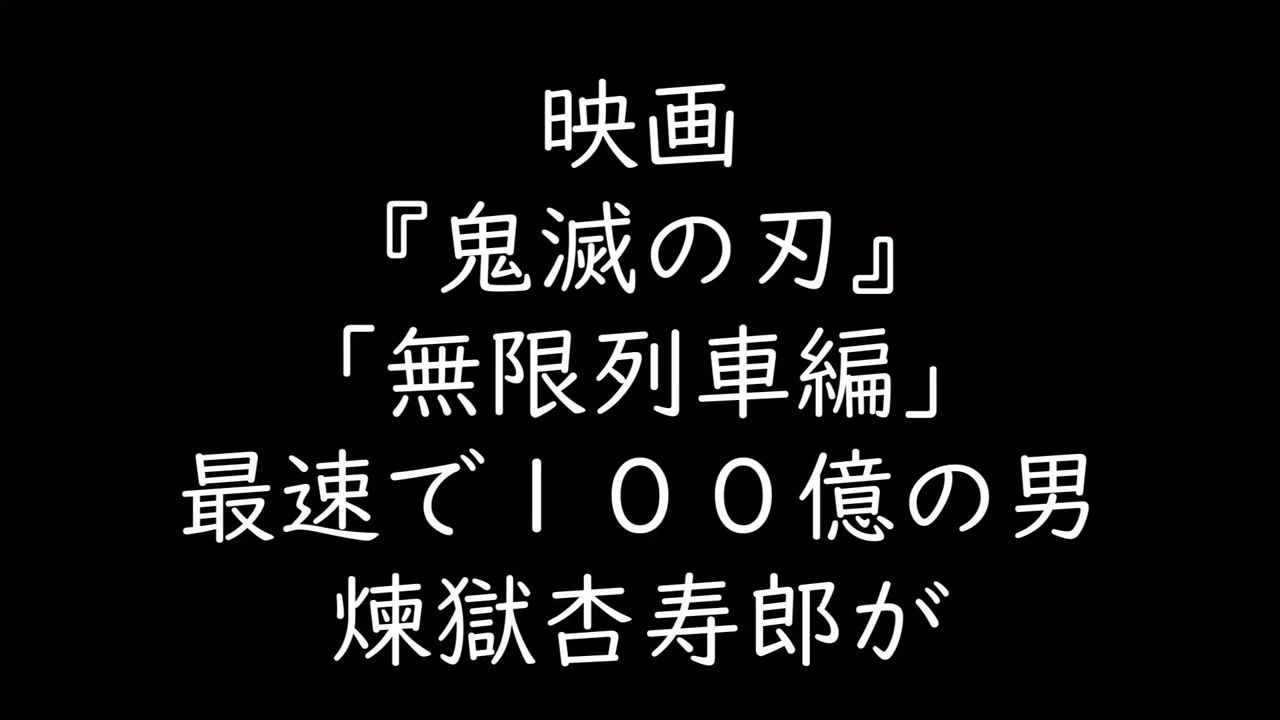 映画
『鬼滅の刃』
「無限列車編」
最速で１００億の男
煉獄杏寿郎が